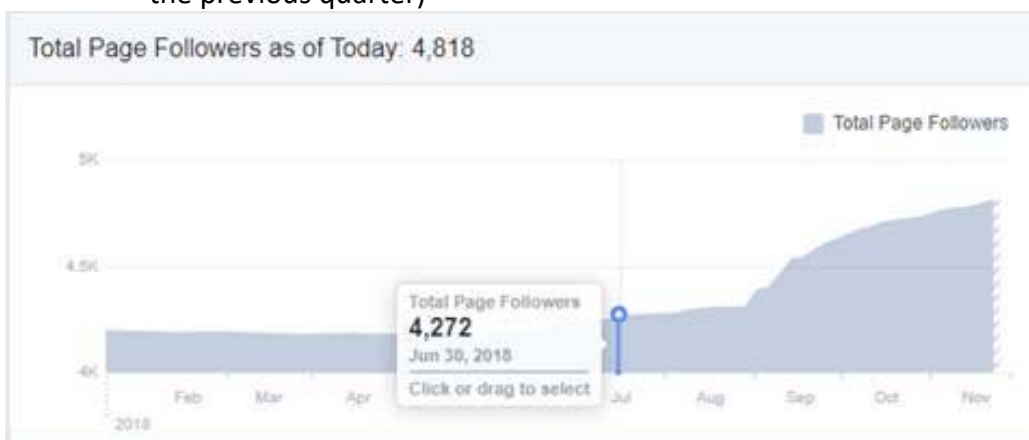 the previous quarter)
Total Page Followers as of Today: 4,818
Total Page Followers
5K
4.5K
Total Page Followers
4,272
Jun 30, 2018
Click or drag to select
4K
Feb Mar Apr Jul Aug Sep Oct Nov
2018